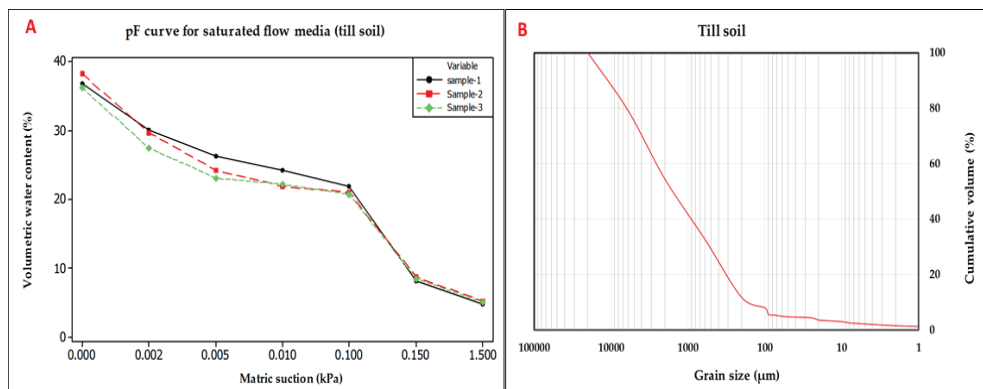 A
pF curve for saturated flow media (till soil)
Variable
sample-1
Sample-2
Sample-3
Volumetric water content (%)
40
30
20
10
0
0.000 0.002 0.005 0.010 0.100 0.150 1.500
Matric suction (kPa)
B
Till soil
100
80
60
40
20
0
Cumulative volume (%)
100000 10000 1000 100 10 1
Grain size (μm)